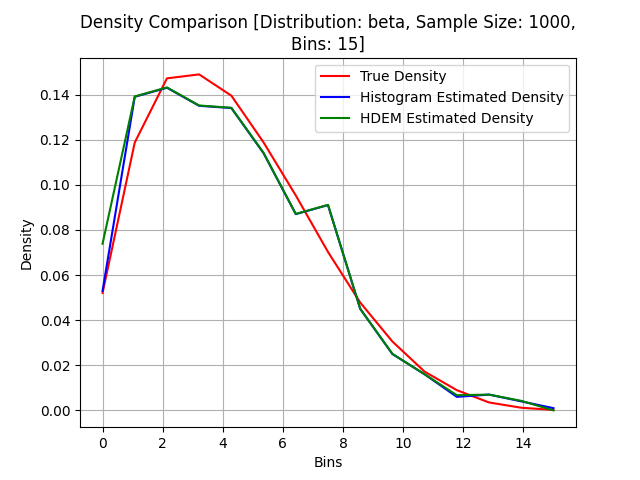 Density Comparison [Distribution: beta, Sample Size: 1000,
Bins: 15]
True Density
Histogram Estimated Density
HDEM Estimated Density
Density
0.14
0.12
0.10
0.08
0.06
0.04
0.02
0.00
0 2 4 6 8 10 12 14
Bins